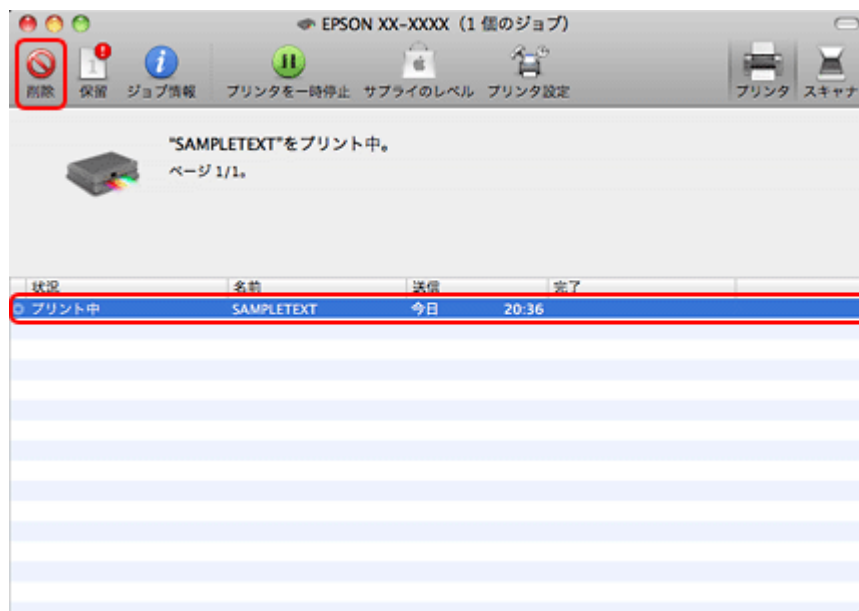 EPSON XX-XXXX（1 個のジョブ）
削除 保留 ジョブ情報 プリンタを一時停止 サプライのレベル プリンタ設定 プリンタ スキャナ
"SAMPLETEXT"をプリント中。
ページ 1/1。
状況 名前 送信 完了
プリント中 SAMPLETEXT 今日 20:36